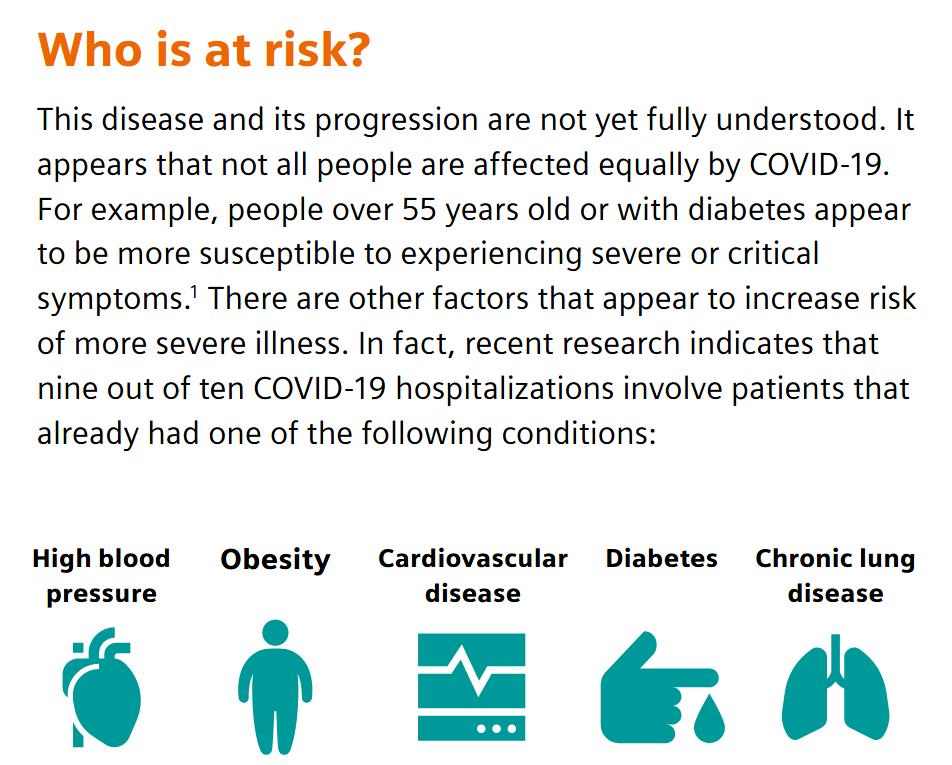 Who is at risk?
This disease and its progression are not yet fully understood. It
appears that not all people are affected equally by COVID-19.
For example, people over 55 years old or with diabetes appear
to be more susceptible to experiencing severe or critical
symptoms.¹ There are other factors that appear to increase risk
of more severe illness. In fact, recent research indicates that
nine out of ten COVID-19 hospitalizations involve patients that
already had one of the following conditions:
High blood
pressure
Obesity
Cardiovascular
disease
Diabetes
Chronic lung
disease